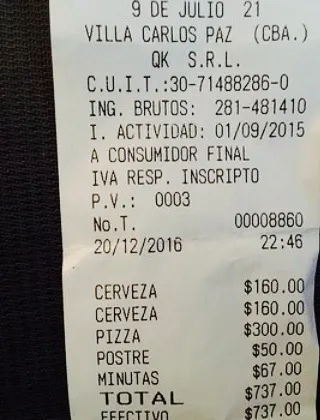 9 DE JULIO 21
VILLA CARLOS PAZ (CBA.)
QK S.R.L.
C.U.I.T.:30-71488286-0
ING. BRUTOS: 281-481410
I. ACTIVIDAD: 01/09/2015
A CONSUMIDOR FINAL
IVA RESP. INSCRIPTO
P.V.: 0003
No.T. 00008860
20/12/2016 22:46
CERVEZA $160.00
CERVEZA $160.00
PIZZA $300.00
POSTRE $50.00
MINUTAS $67.00
TOTAL $737.00
EFECTIVO $737.00